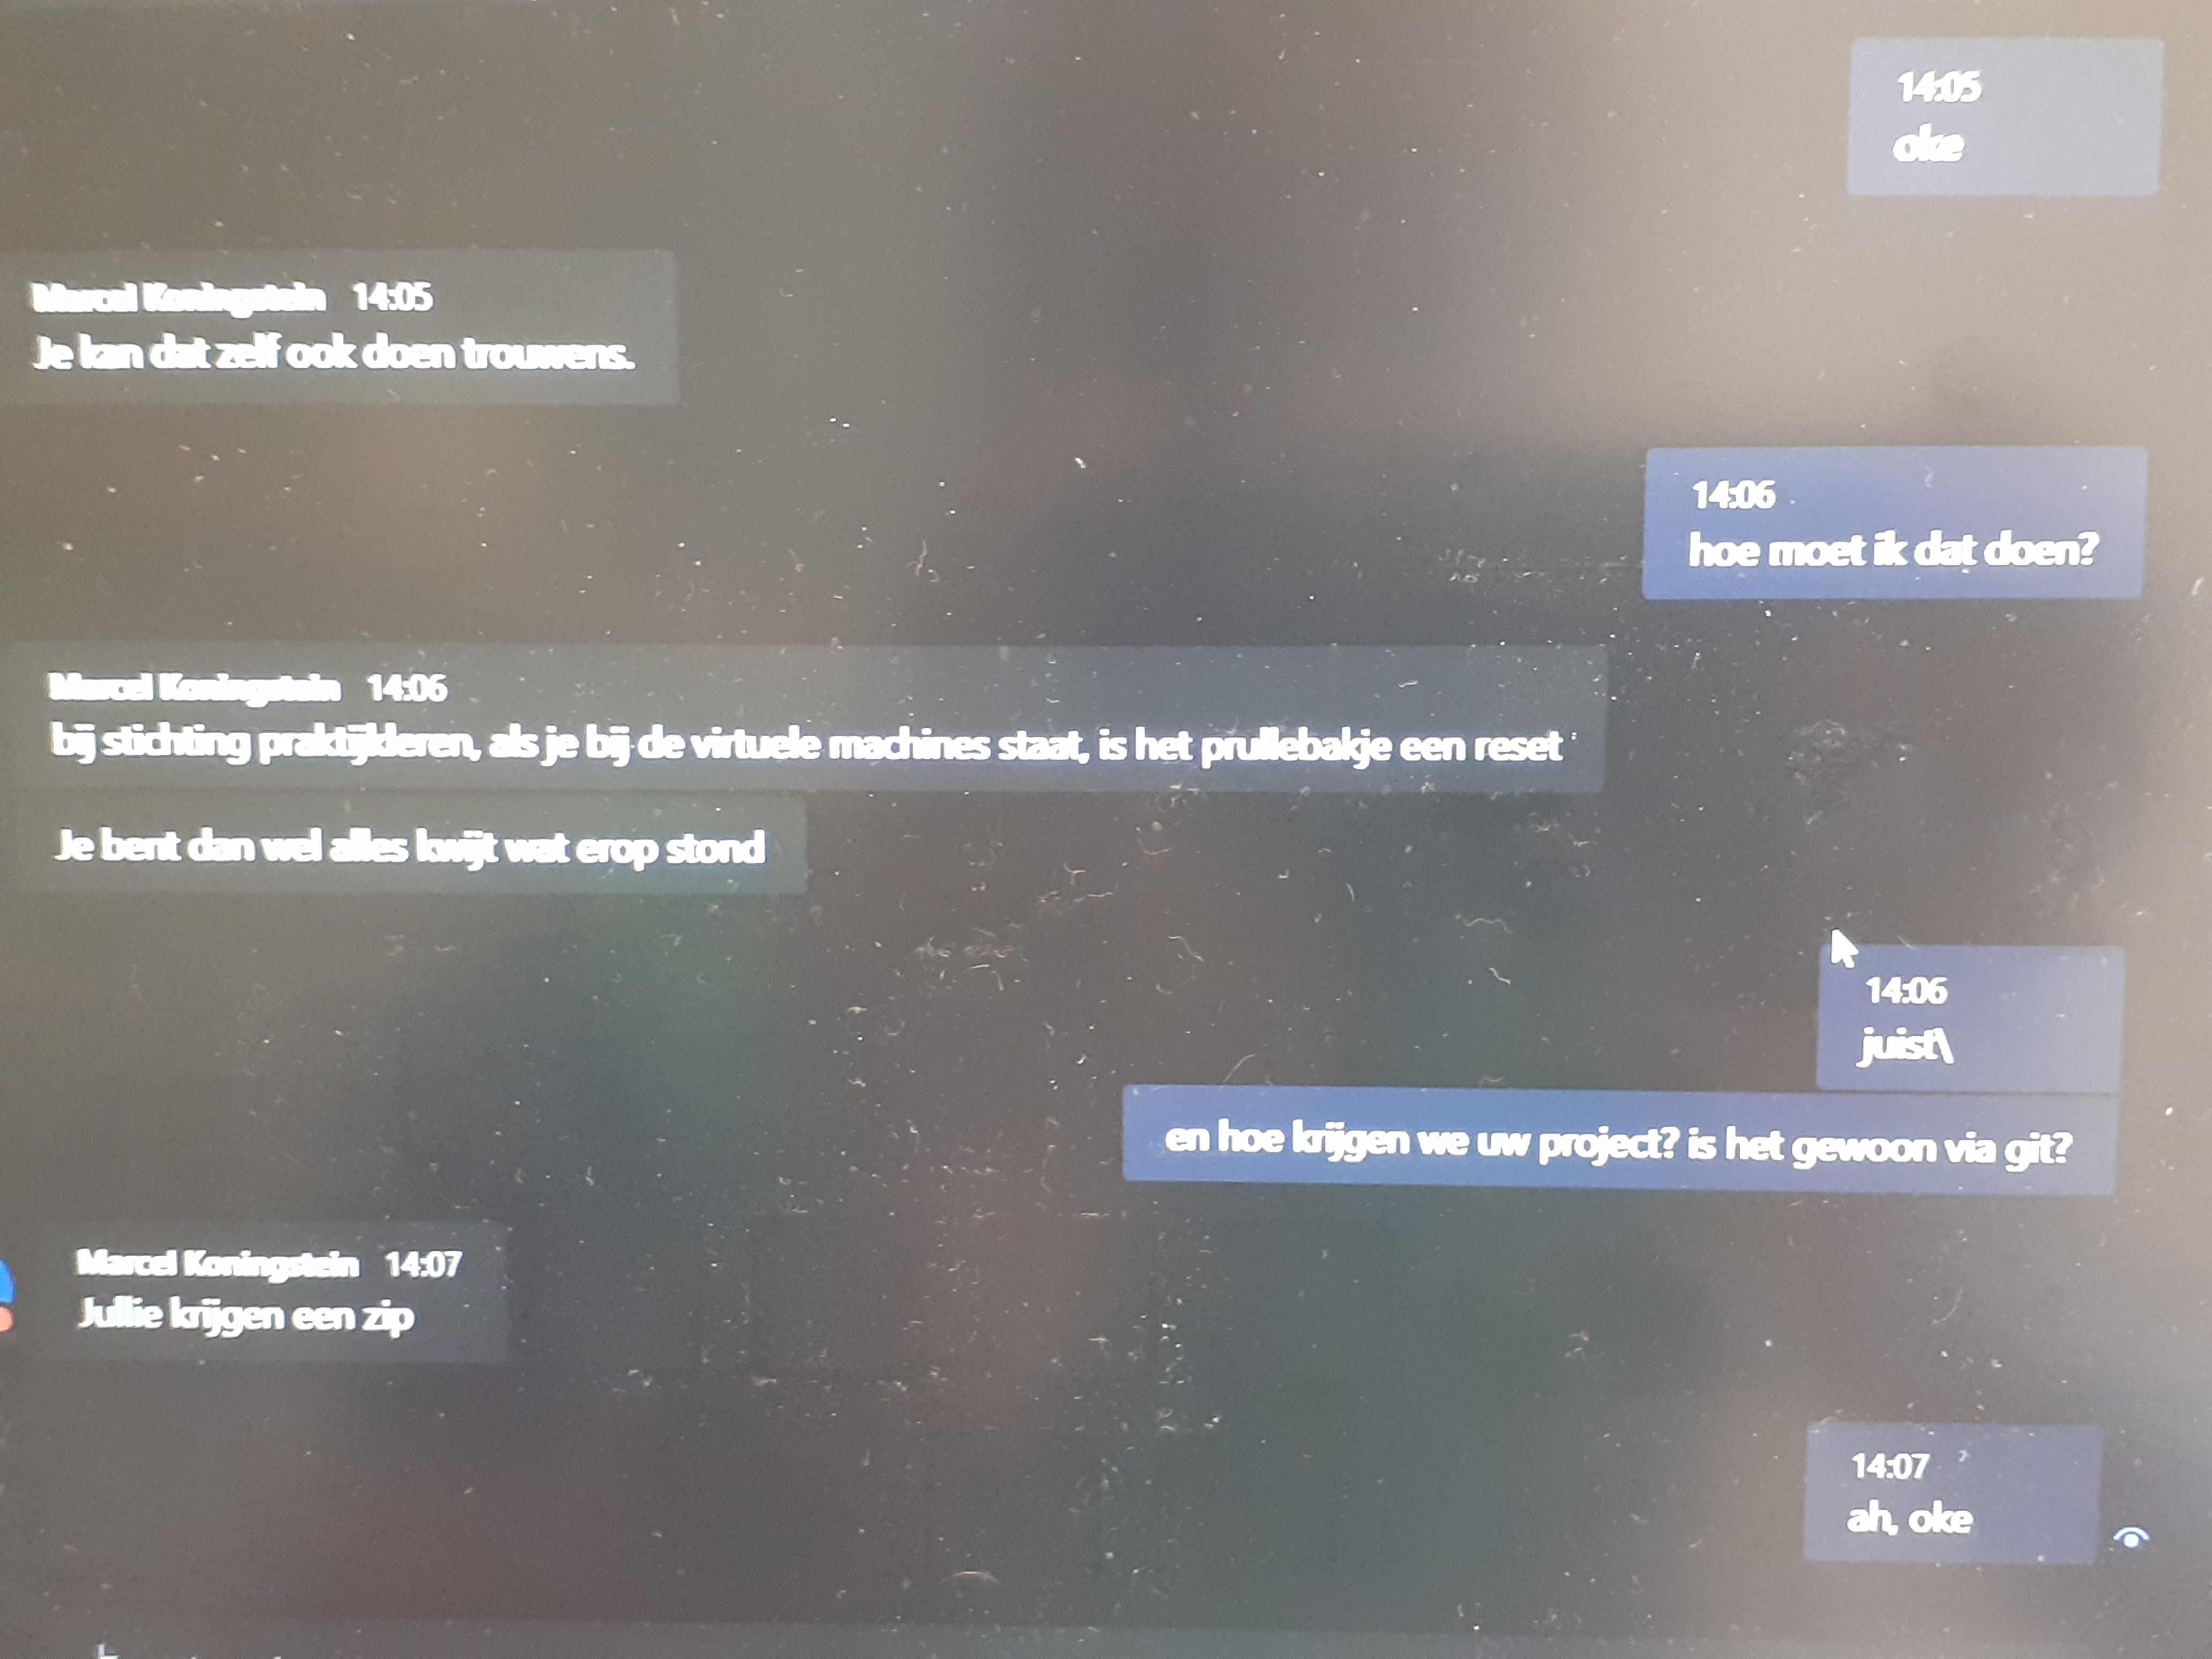 14:05
oke
Marcel Koningstein 14:05
Je kan dat zelf ook doen trouwens.
14:06
hoe moet ik dat doen?
Marcel Koningstein 14:06
bij stichting praktijkleren, als je bij de virtuele machines staat, is het prullebakje een reset
Je bent dan wel alles kwijt wat erop stond
14:06
juist\
en hoe krijgen we uw project? is het gewoon via git?
Marcel Koningstein 14:07
Jullie krijgen een zip
14:07
ah, oke